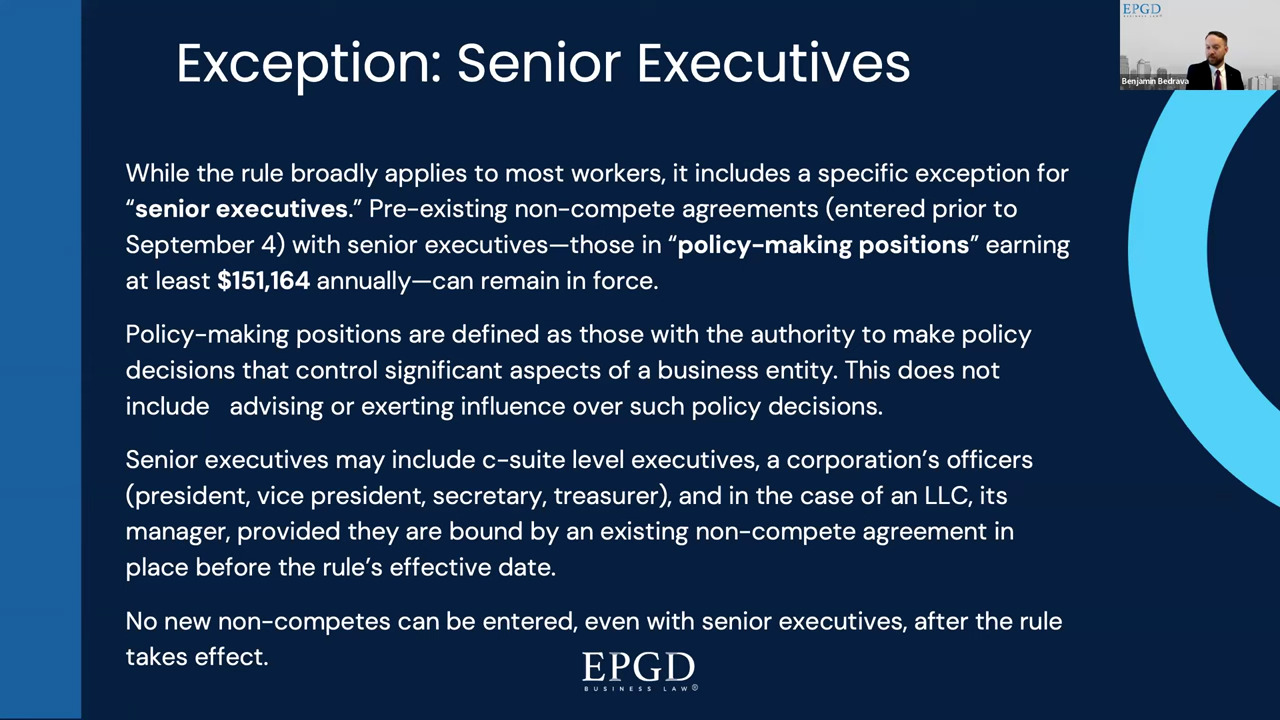 EPGD
BUSINESS LAW
Benjamin Bedrava
Exception: Senior Executives
While the rule broadly applies to most workers, it includes a specific exception for
“senior executives.” Pre-existing non-compete agreements (entered prior to
September 4) with senior executives—those in “policy-making positions” earning
at least $151,164 annually—can remain in force.
Policy-making positions are defined as those with the authority to make policy
decisions that control significant aspects of a business entity. This does not
include   advising or exerting influence over such policy decisions.
Senior executives may include c-suite level executives, a corporation’s officers
(president, vice president, secretary, treasurer), and in the case of an LLC, its
manager, provided they are bound by an existing non-compete agreement in
place before the rule’s effective date.
No new non-competes can be entered, even with senior executives, after the rule
takes effect.
EPGD
BUSINESS LAW®